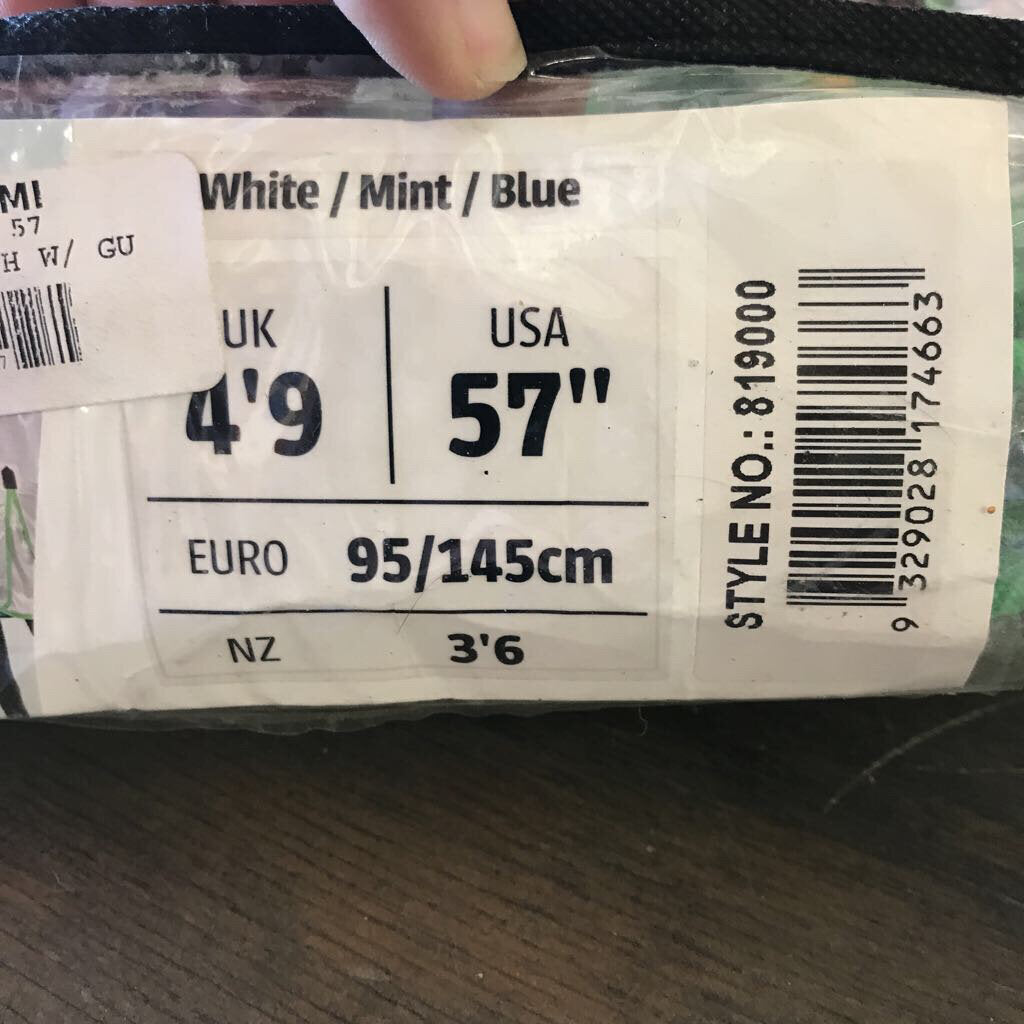 MI
57
H W/ GU
7
White / Mint / Blue
UK
4'9
USA
57"
EURO 95/145cm
NZ 3'6
STYLE NO.: 819000
9 329028 174663